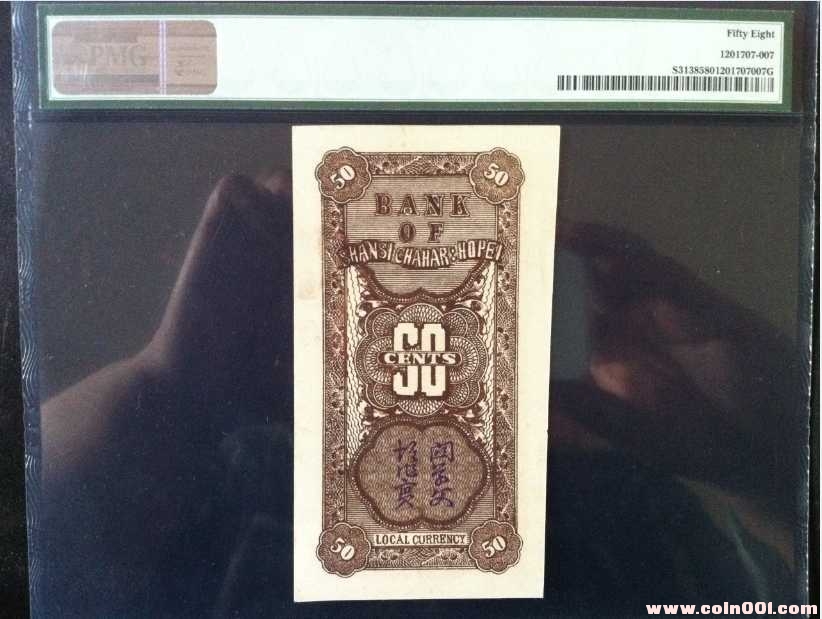 PMG
Fifty Eight
1201707-007
S31385801201707007G
50 50
BANK
OF
SHANSI CHAHAR & HOPEI
50
CENTS
LOCAL CURRENCY
50 50
www.coin001.com